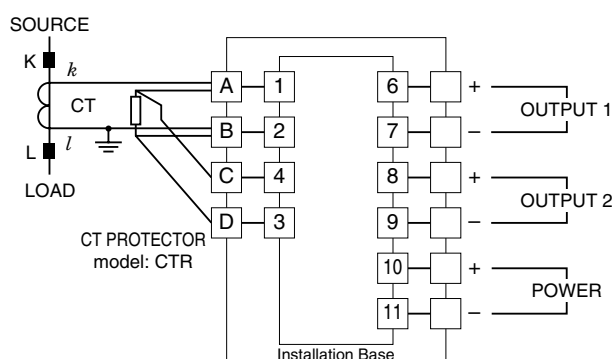 SOURCE
K
k
CT
L
l
LOAD
CT PROTECTOR
model: CTR
A 1
B 2
C 4
D 3
6 + OUTPUT 1
7 –
8 + OUTPUT 2
9 –
10 + POWER
11 –
Installation Base